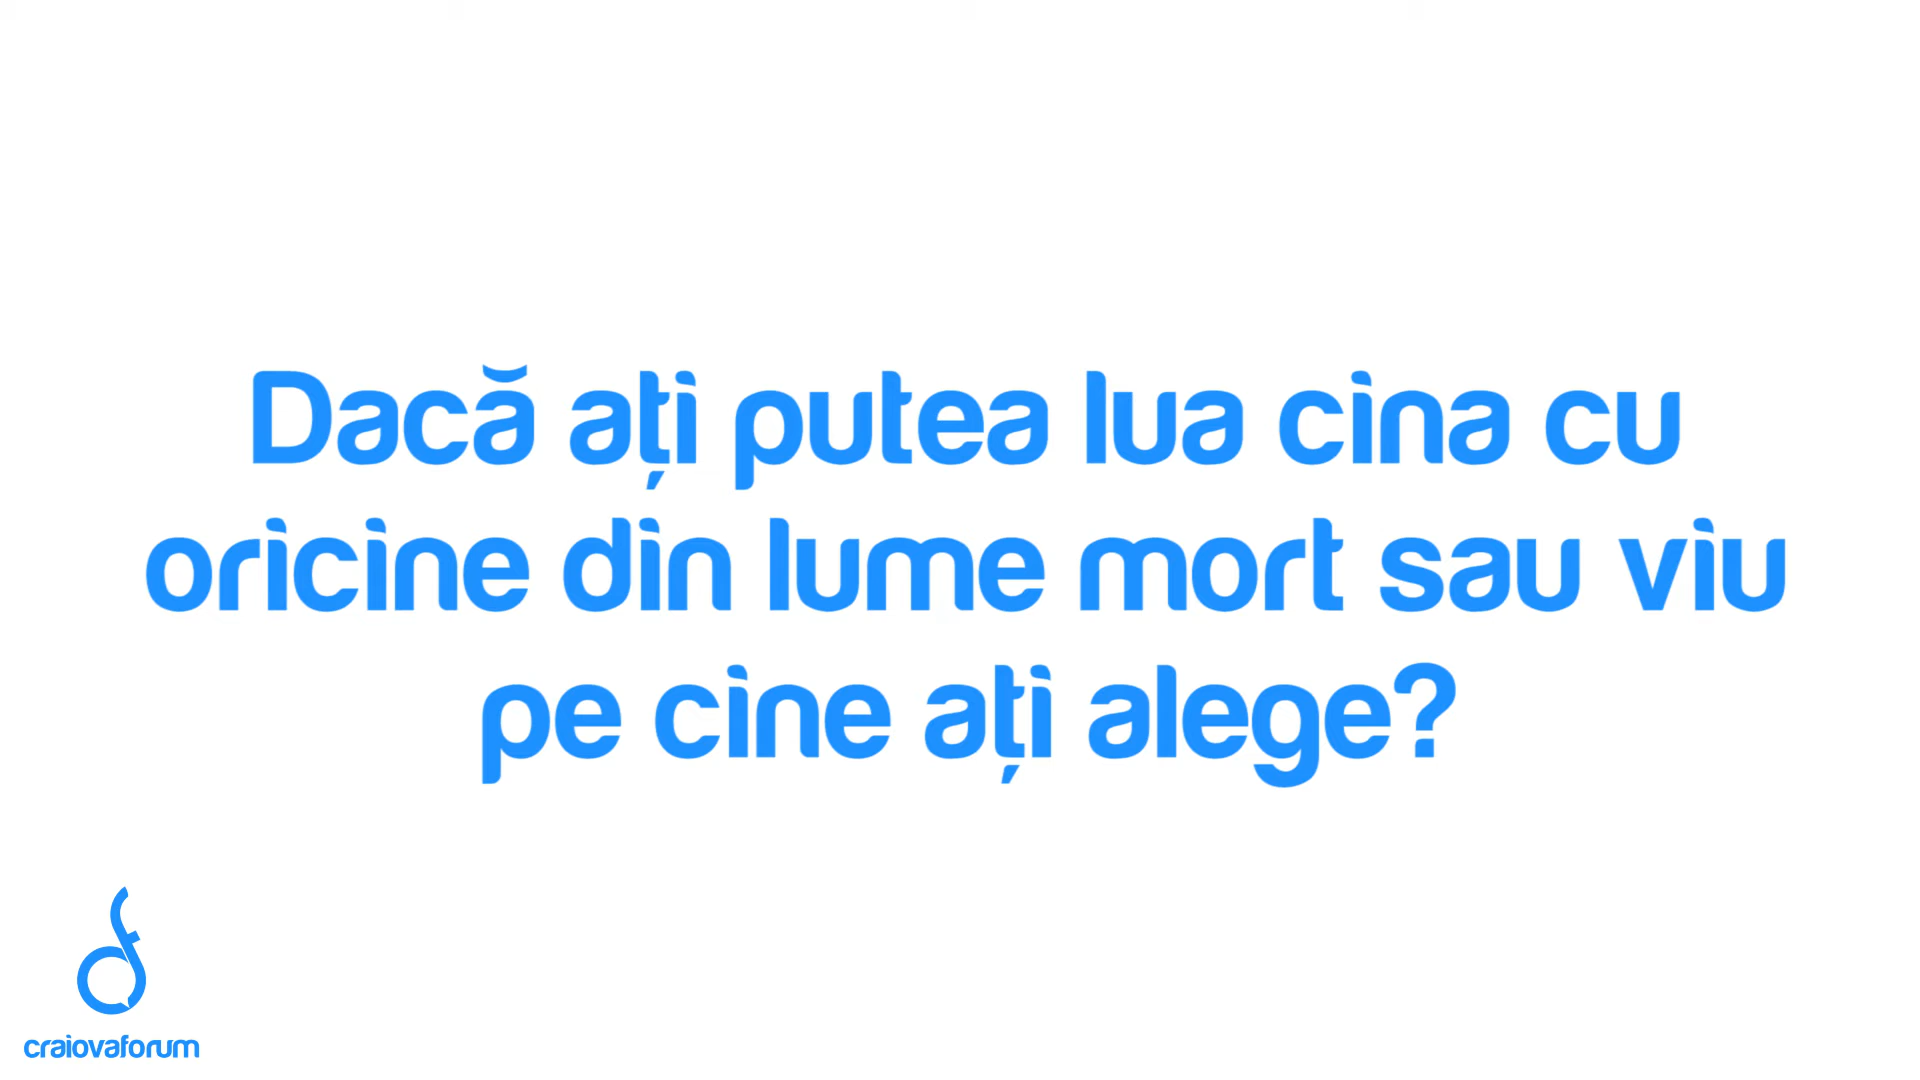 Dacă ați putea lua cina cu
oricine din lume mort sau viu
pe cine ați alege?
craiovaforum